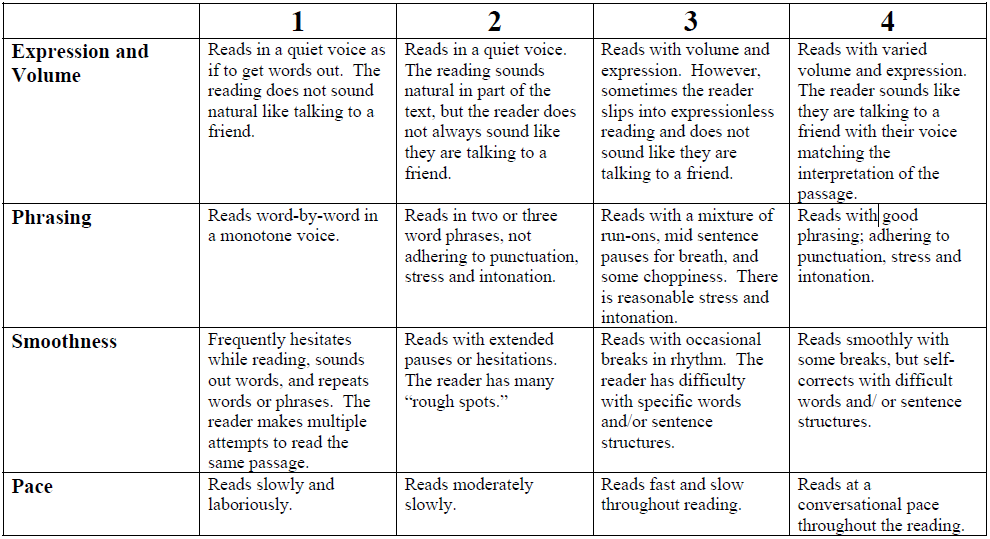 1 2 3 4
Expression and
Volume
Reads in a quiet voice as
if to get words out.  The
reading does not sound
natural like talking to a
friend.
Reads in a quiet voice.
The reading sounds
natural in part of the
text, but the reader does
not always sound like
they are talking to a
friend.
Reads with volume and
expression.  However,
sometimes the reader
slips into expressionless
reading and does not
sound like they are
talking to a friend.
Reads with varied
volume and expression.
The reader sounds like
they are talking to a
friend with their voice
matching the
interpretation of the
passage.
Phrasing
Reads word-by-word in
a monotone voice.
Reads in two or three
word phrases, not
adhering to punctuation,
stress and intonation.
Reads with a mixture of
run-ons, mid sentence
pauses for breath, and
some choppiness.  There
is reasonable stress and
intonation.
Reads with good
phrasing; adhering to
punctuation, stress and
intonation.
Smoothness
Frequently hesitates
while reading, sounds
out words, and repeats
words or phrases.  The
reader makes multiple
attempts to read the
same passage.
Reads with extended
pauses or hesitations.
The reader has many
“rough spots.”
Reads with occasional
breaks in rhythm.  The
reader has difficulty
with specific words
and/or sentence
structures.
Reads smoothly with
some breaks, but self-
corrects with difficult
words and/ or sentence
structures.
Pace
Reads slowly and
laboriously.
Reads moderately
slowly.
Reads fast and slow
throughout reading.
Reads at a
conversational pace
throughout the reading.